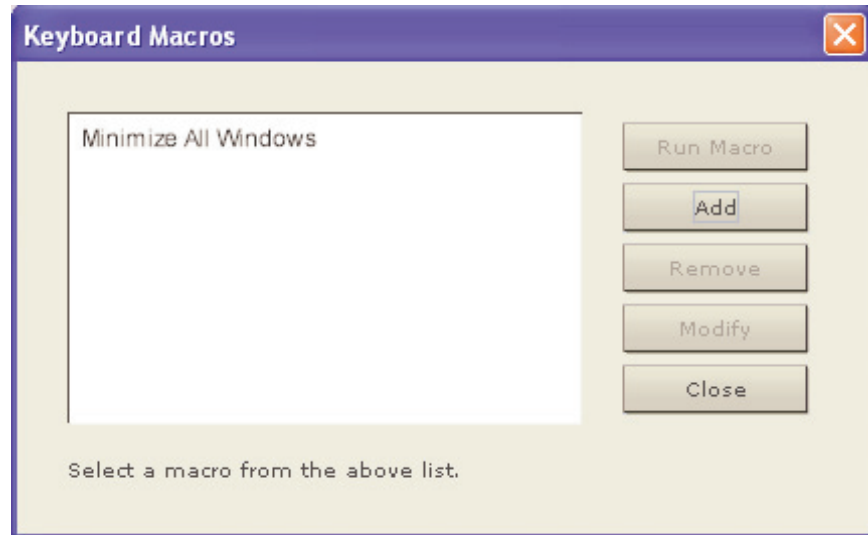 Keyboard Macros
Minimize All Windows
Run Macro
Add
Remove
Modify
Close
Select a macro from the above list.